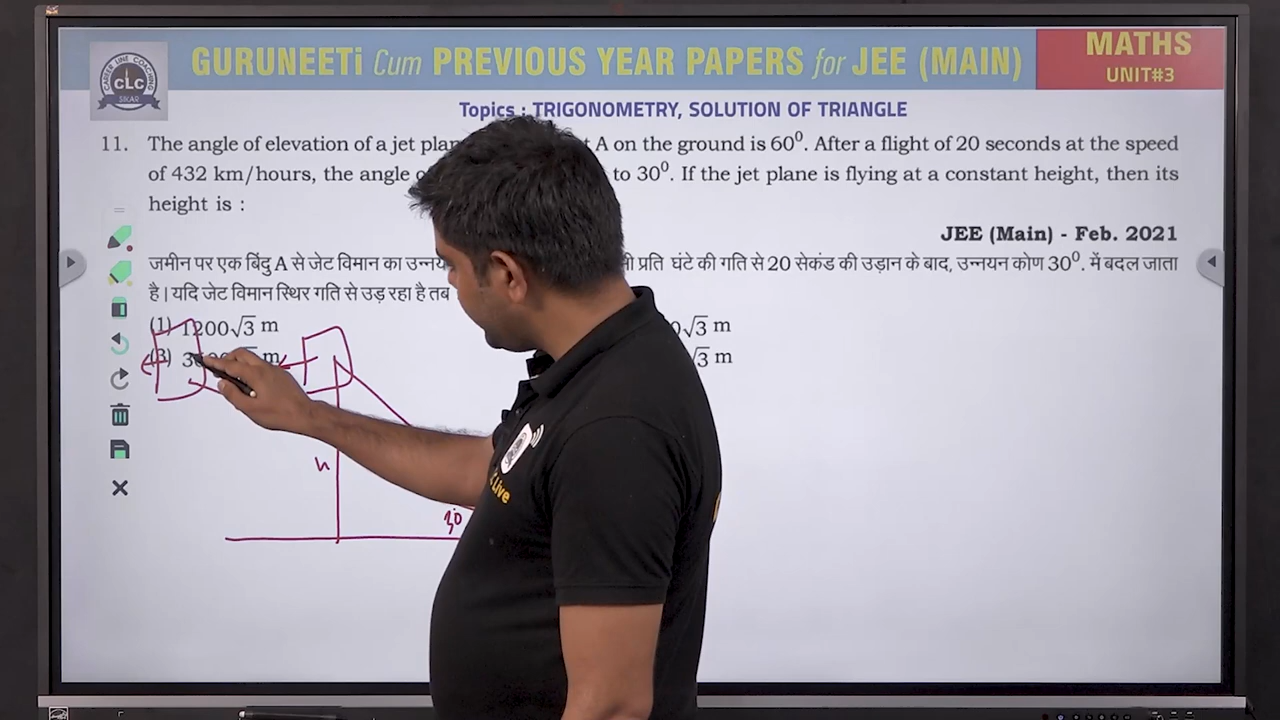 GURUNEETi Cum PREVIOUS YEAR PAPERS for JEE (MAIN)
MATHS
UNIT#3
CAREER LINE COACHING
CLC
SIKAR
Topics : TRIGONOMETRY, SOLUTION OF TRIANGLE
11. The angle of elevation of a jet A on the ground is 60⁰. After a flight of 20 seconds at the speed
of 432 km/hours, the angle to 30⁰. If the jet plane is flying at a constant height, then its
height is :
JEE (Main) - Feb. 2021
जमीन पर एक बिंदु A से जेट विमान का प्रति घंटे की गति से 20 सेकंड की उड़ान के बाद, उन्नयन कोण 30⁰. में बदल जाता
है। यदि जेट विमान स्थिर गति से उड़ रहा है तब
(1) 1200√3 m √3 m
(3) m √3 m
h
30
Live